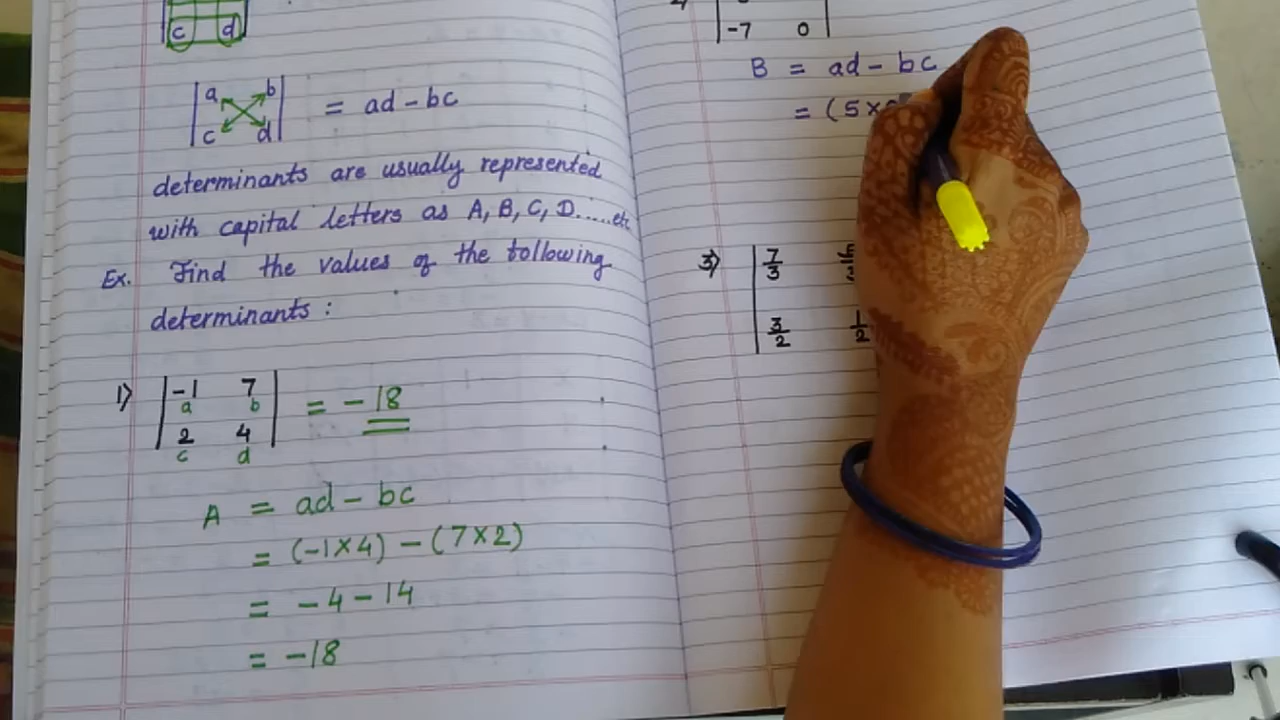 c d
a b
c d
= ad - bc
determinants are usually represented
with capital letters as A, B, C, D.....etc
Ex. Find the values of the following
determinants :
1) -1 7 = -18
a b
2 4
c d
A = ad - bc
= (-1×4) - (7×2)
= -4 - 14
= -18
-7 0
B = ad - bc
= (5×
3) 7/3
3/2 1/2